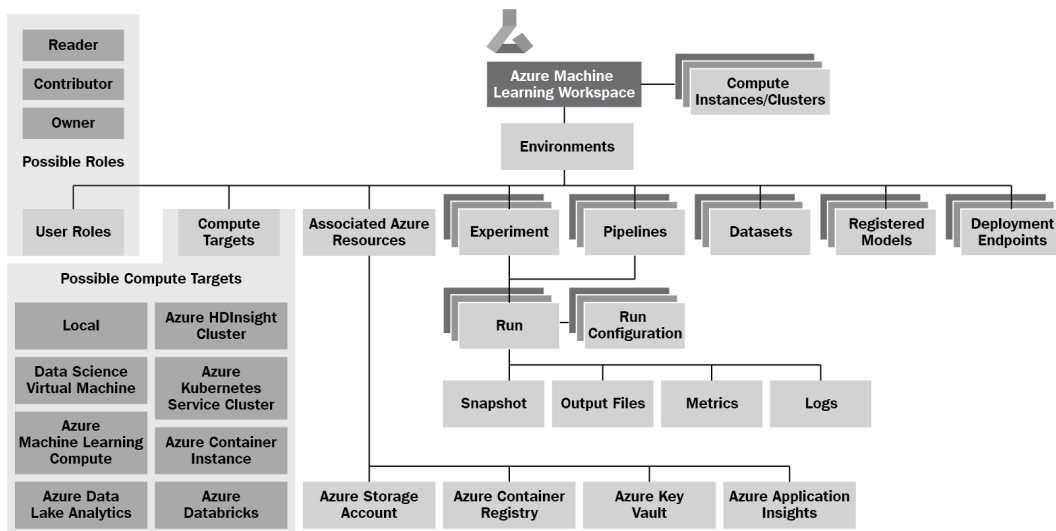 Reader
Contributor
Owner
Possible Roles
Azure Machine
Learning Workspace
Compute
Instances/Clusters
Environments
User Roles
Compute
Targets
Associated Azure
Resources
Experiment
Pipelines
Datasets
Registered
Models
Deployment
Endpoints
Possible Compute Targets
Local
Azure HDInsight
Cluster
Data Science
Virtual Machine
Azure
Kubernetes
Service Cluster
Azure
Machine Learning
Compute
Azure Container
Instance
Azure Data
Lake Analytics
Azure
Databricks
Run
Run
Configuration
Snapshot
Output Files
Metrics
Logs
Azure Storage
Account
Azure Container
Registry
Azure Key
Vault
Azure Application
Insights